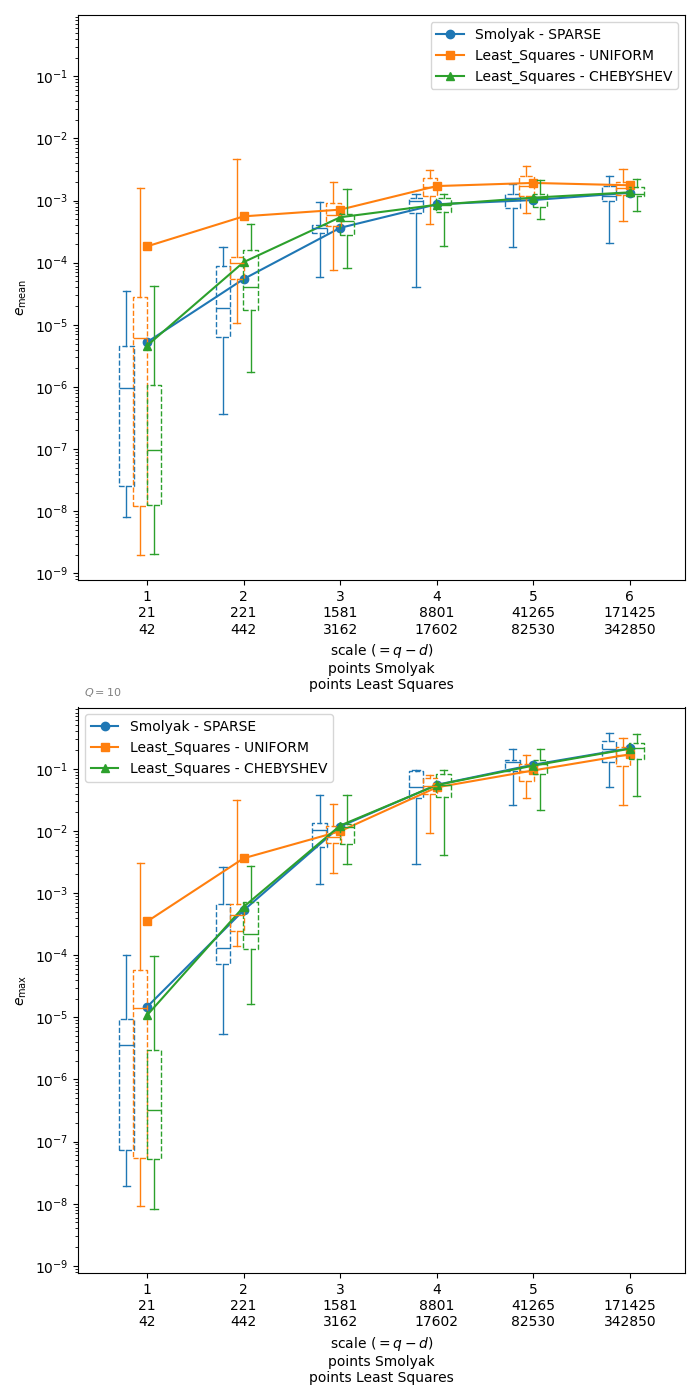 Smolyak - SPARSE
Least_Squares - UNIFORM
Least_Squares - CHEBYSHEV
10⁻¹
10⁻²
10⁻³
10⁻⁴
10⁻⁵
10⁻⁶
10⁻⁷
10⁻⁸
10⁻⁹
e_mean
1 2 3 4 5 6
21 221 1581 8801 41265 171425
42 442 3162 17602 82530 342850
scale (= q − d)
points Smolyak
points Least Squares
Q = 10
Smolyak - SPARSE
Least_Squares - UNIFORM
Least_Squares - CHEBYSHEV
10⁻¹
10⁻²
10⁻³
10⁻⁴
10⁻⁵
10⁻⁶
10⁻⁷
10⁻⁸
10⁻⁹
e_max
1 2 3 4 5 6
21 221 1581 8801 41265 171425
42 442 3162 17602 82530 342850
scale (= q − d)
points Smolyak
points Least Squares